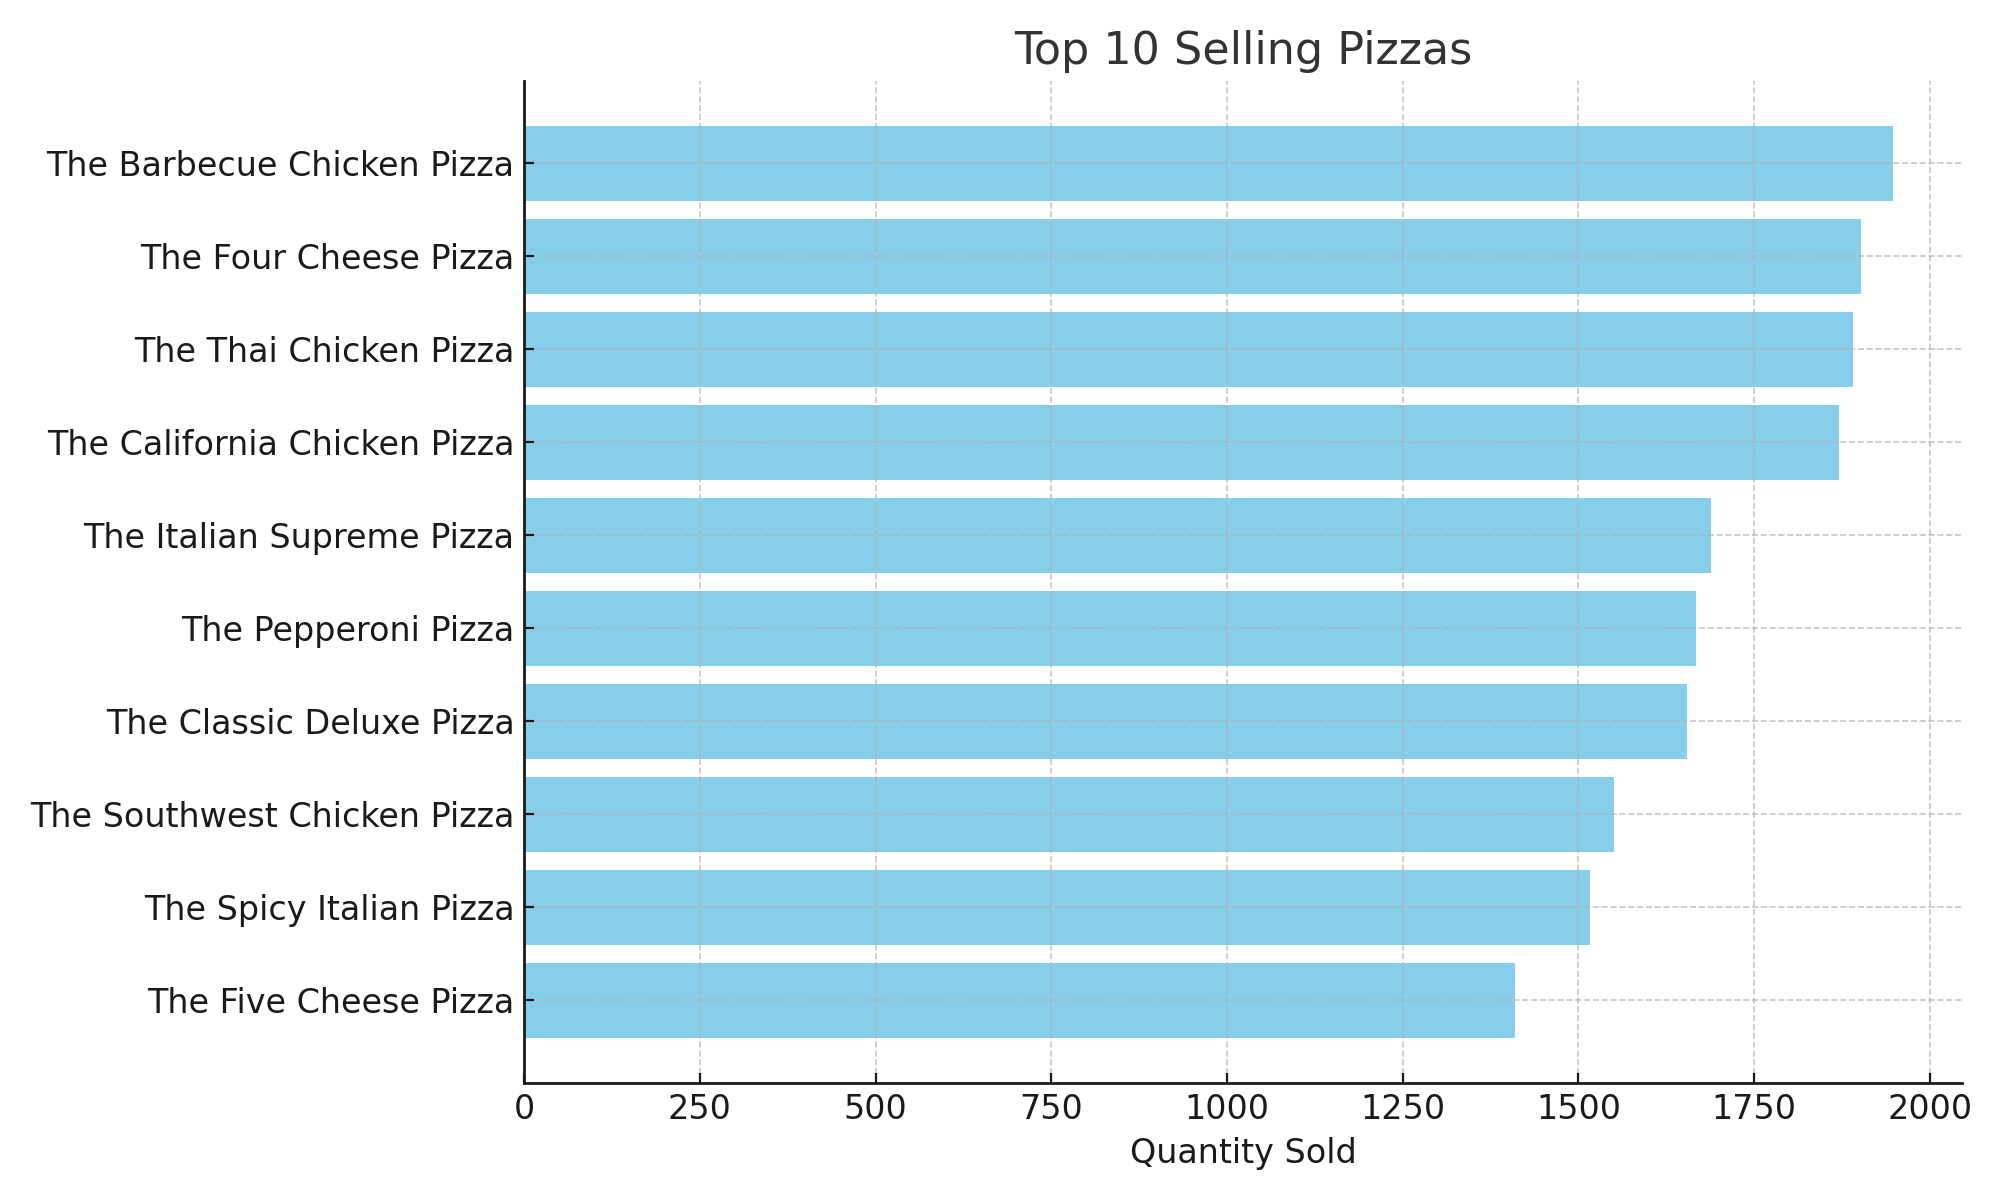 Top 10 Selling Pizzas
The Barbecue Chicken Pizza
The Four Cheese Pizza
The Thai Chicken Pizza
The California Chicken Pizza
The Italian Supreme Pizza
The Pepperoni Pizza
The Classic Deluxe Pizza
The Southwest Chicken Pizza
The Spicy Italian Pizza
The Five Cheese Pizza
0 250 500 750 1000 1250 1500 1750 2000
Quantity Sold